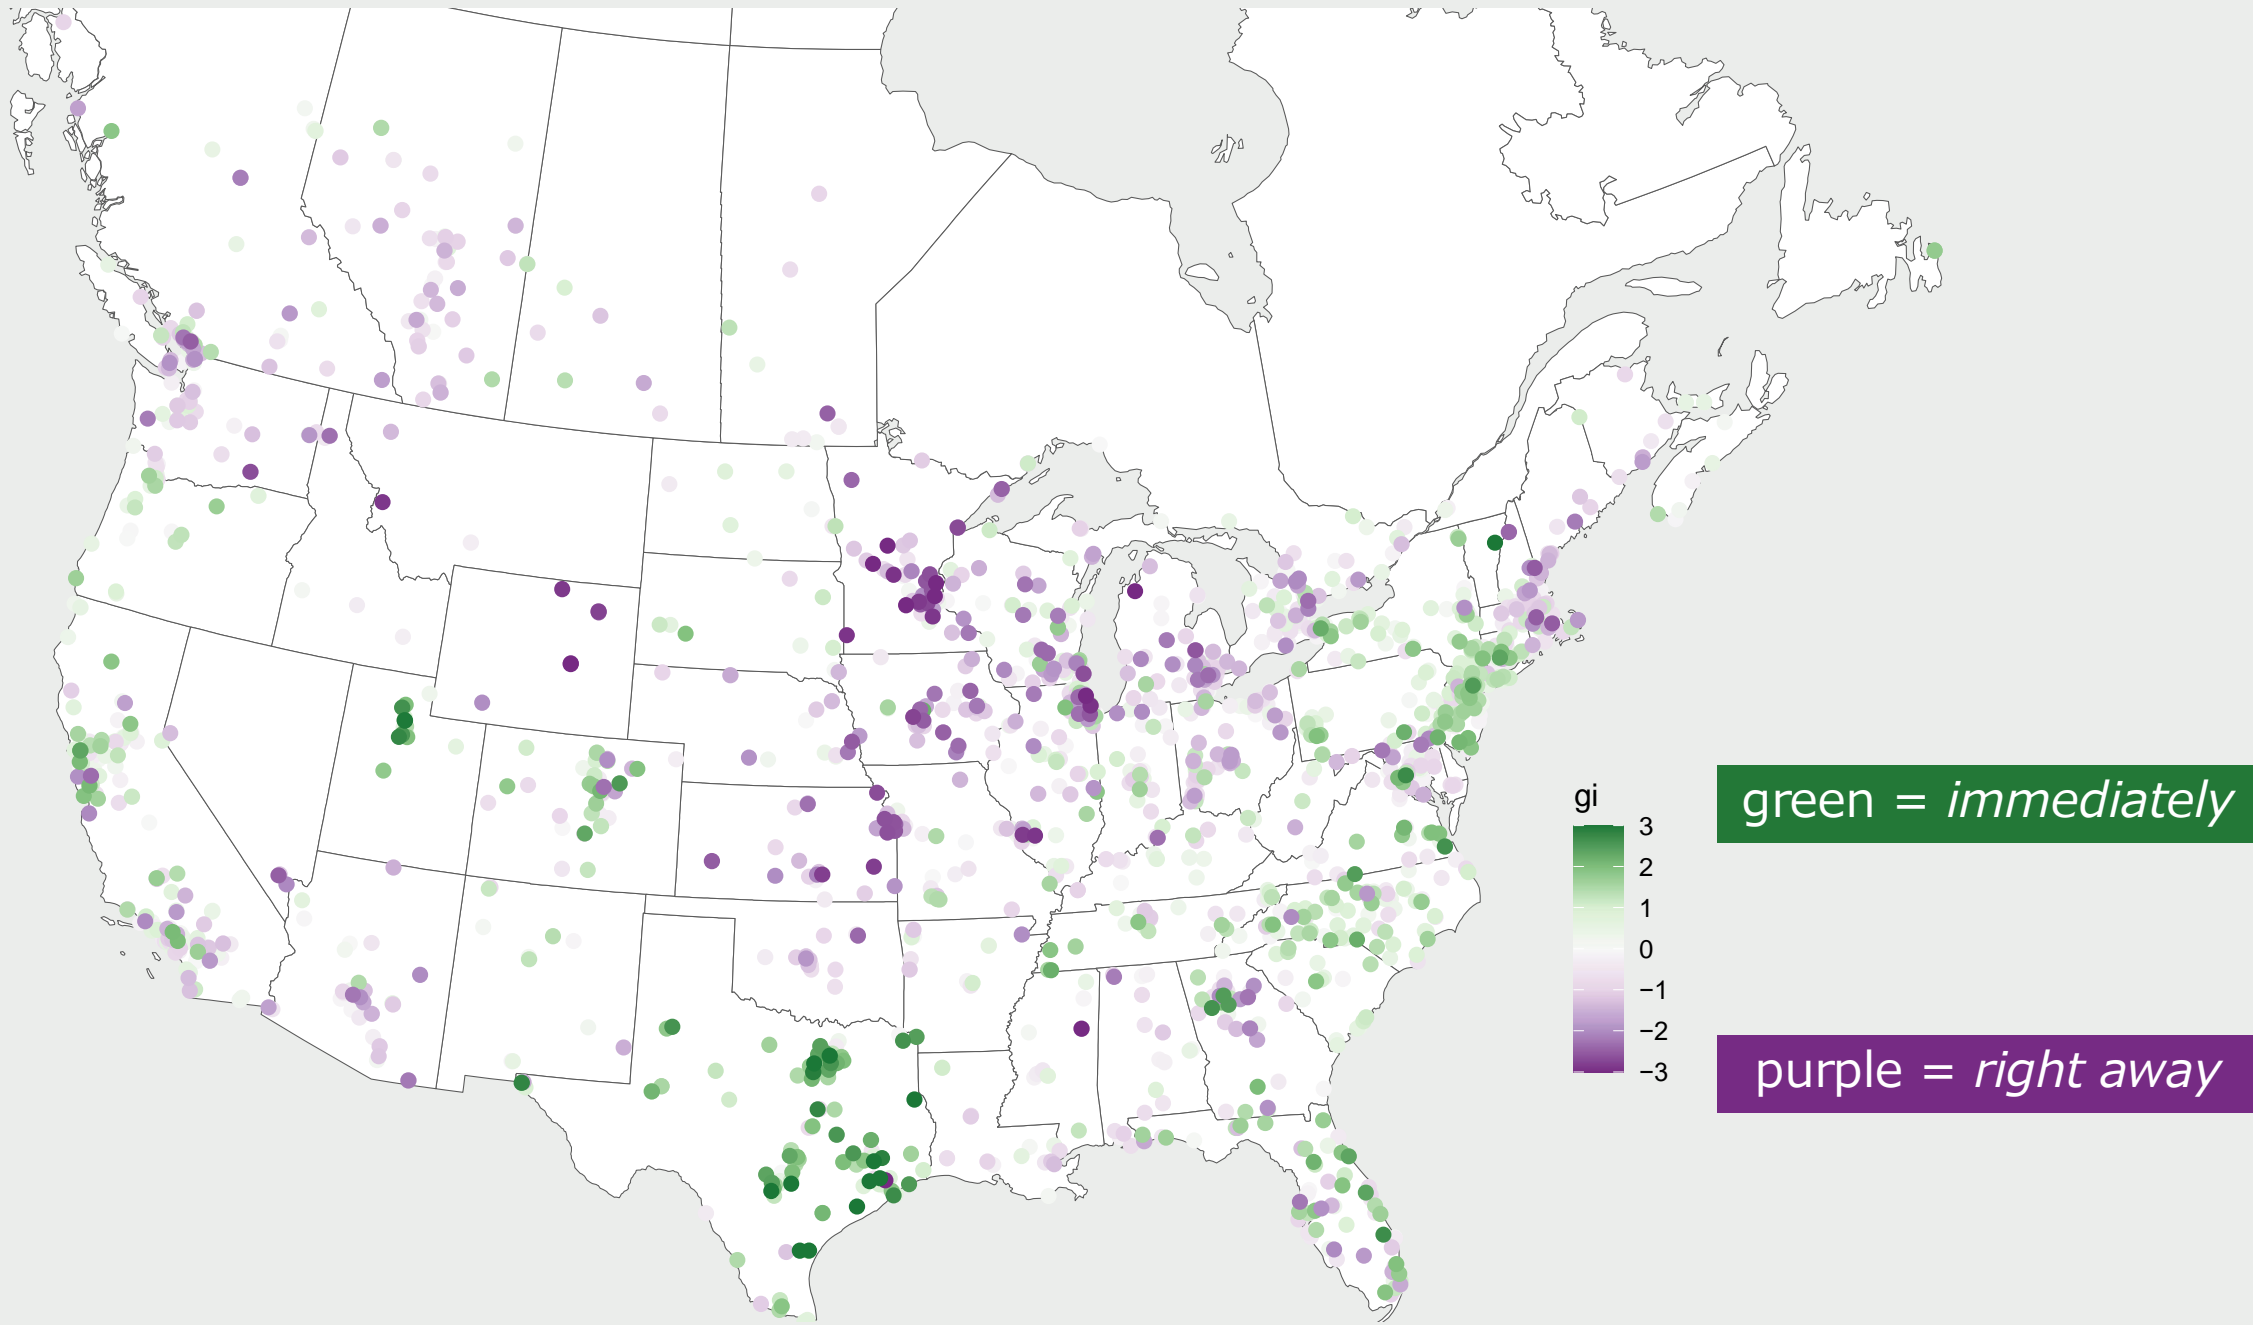 gi
3
2
1
0
−1
−2
−3
green = immediately
purple = right away